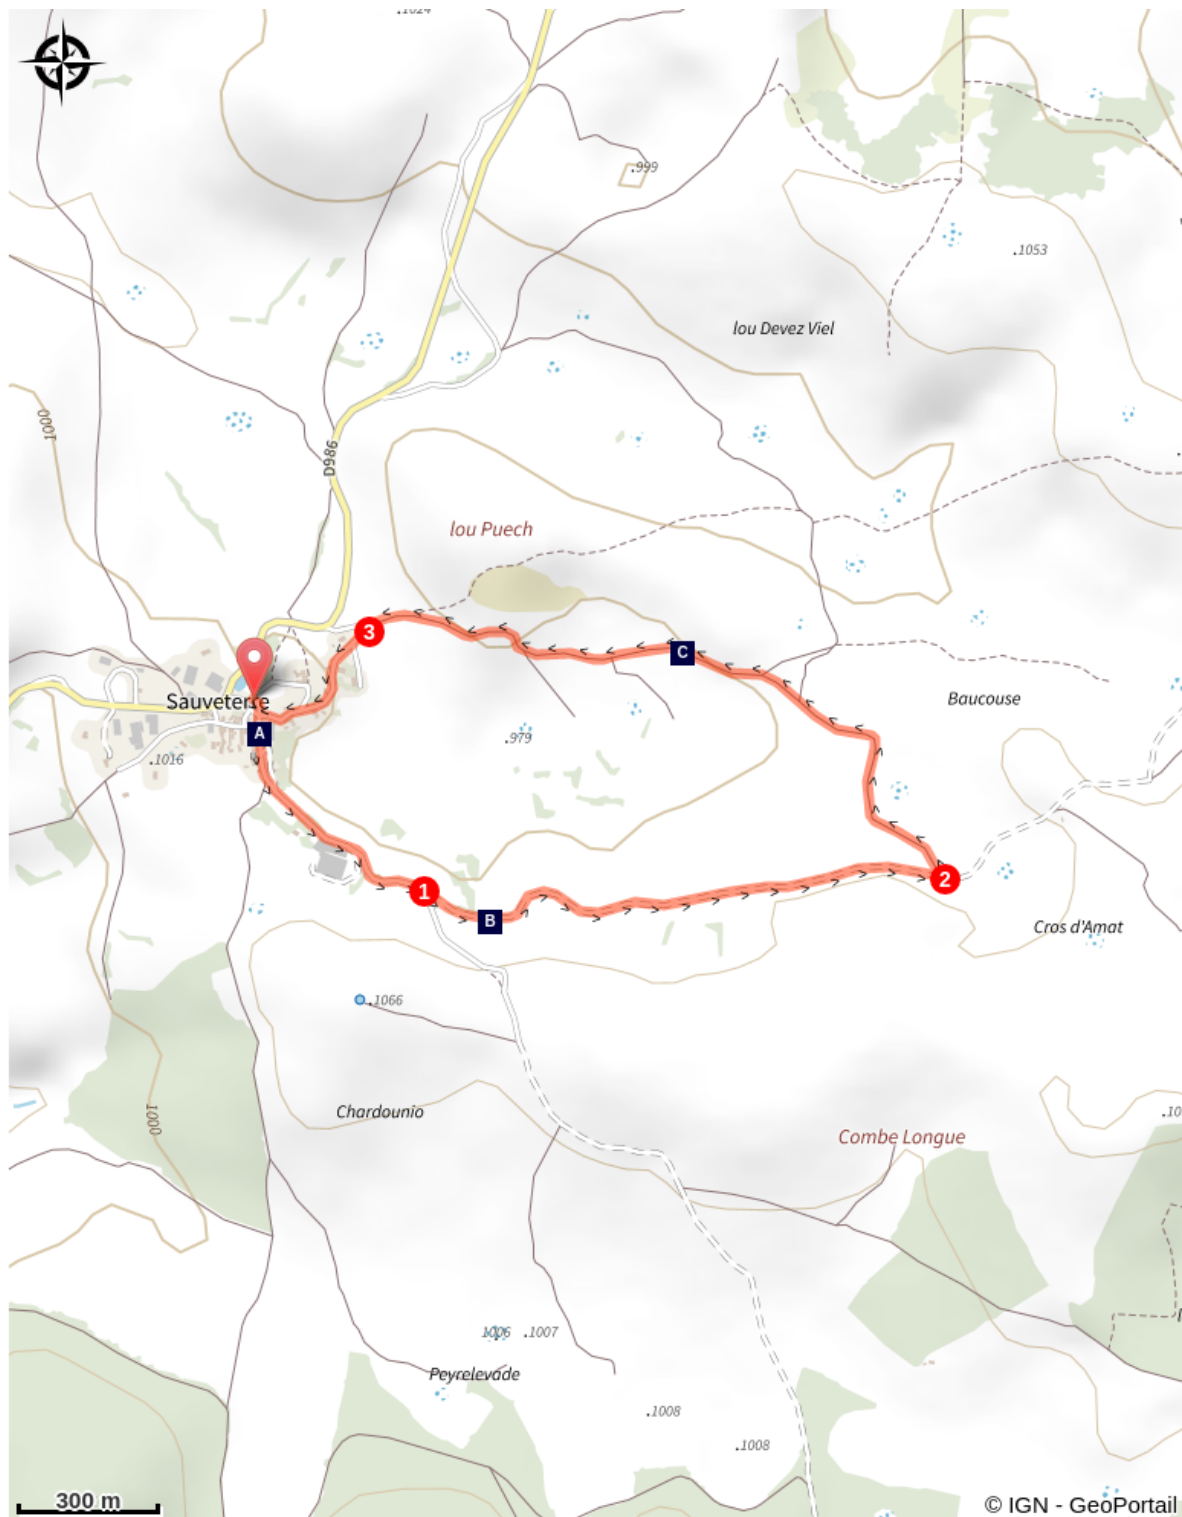 .1024
.999
.1053
lou Devez Viel
1000
D986
lou Puech
3
C
Sauveterre
Baucouse
A
.979
.1016
1
2
B
Cros d'Amat
.1066
Chardounio
1000
.10
Combe Longue
1006
.1007
Peyrelevade
.1008
.1008
300 m
© IGN - GeoPortail